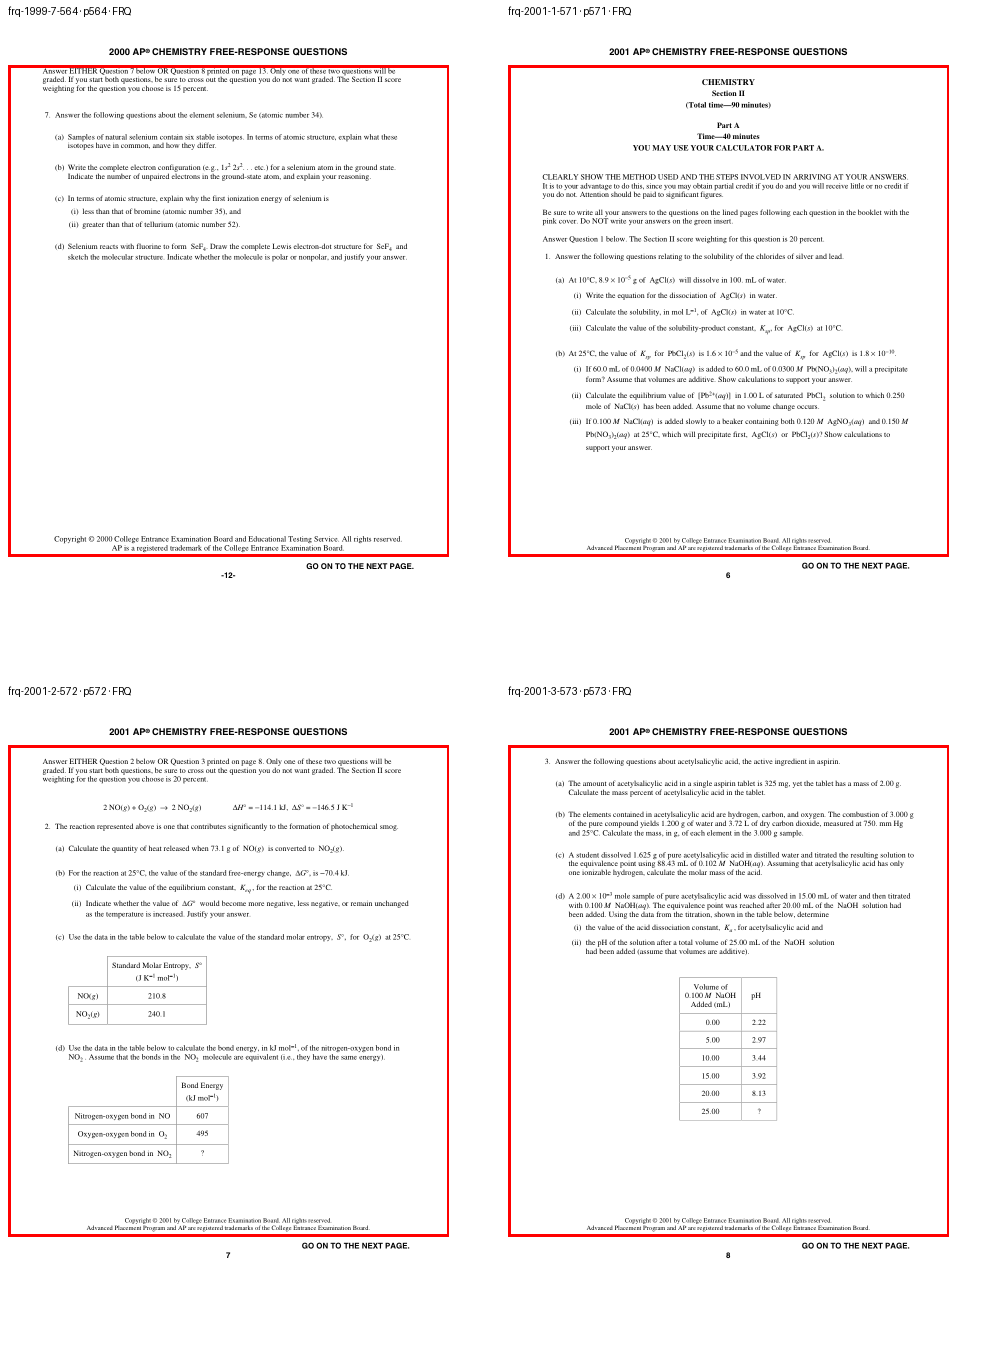 frq-1999-7-564 · p564 · FRQ
2000 AP® CHEMISTRY FREE-RESPONSE QUESTIONS
Answer EITHER Question 7 below OR Question 8 printed on page 13. Only one of these two questions will be
graded. If you start both questions, be sure to cross out the question you do not want graded. The Section II score
weighting for the question you choose is 15 percent.
7. Answer the following questions about the element selenium, Se (atomic number 34).
(a) Samples of natural selenium contain six stable isotopes. In terms of atomic structure, explain what these
isotopes have in common, and how they differ.
(b) Write the complete electron configuration (e.g., 1s² 2s² . . . etc.) for a selenium atom in the ground state.
Indicate the number of unpaired electrons in the ground-state atom, and explain your reasoning.
(c) In terms of atomic structure, explain why the first ionization energy of selenium is
(i) less than that of bromine (atomic number 35), and
(ii) greater than that of tellurium (atomic number 52).
(d) Selenium reacts with fluorine to form SeF₄. Draw the complete Lewis electron-dot structure for SeF₄ and
sketch the molecular structure. Indicate whether the molecule is polar or nonpolar, and justify your answer.
Copyright © 2000 College Entrance Examination Board and Educational Testing Service. All rights reserved.
AP is a registered trademark of the College Entrance Examination Board.
GO ON TO THE NEXT PAGE.
-12-
frq-2001-1-571 · p571 · FRQ
2001 AP® CHEMISTRY FREE-RESPONSE QUESTIONS
CHEMISTRY
Section II
(Total time—90 minutes)
Part A
Time—40 minutes
YOU MAY USE YOUR CALCULATOR FOR PART A.
CLEARLY SHOW THE METHOD USED AND THE STEPS INVOLVED IN ARRIVING AT YOUR ANSWERS.
It is to your advantage to do this, since you may obtain partial credit if you do and you will receive little or no credit if
you do not. Attention should be paid to significant figures.
Be sure to write all your answers to the questions on the lined pages following each question in the booklet with the
pink cover. Do NOT write your answers on the green insert.
Answer Question 1 below. The Section II score weighting for this question is 20 percent.
1. Answer the following questions relating to the solubility of the chlorides of silver and lead.
(a) At 10°C, 8.9 × 10⁻⁵ g of AgCl(s) will dissolve in 100. mL of water.
(i) Write the equation for the dissociation of AgCl(s) in water.
(ii) Calculate the solubility, in mol L⁻¹, of AgCl(s) in water at 10°C.
(iii) Calculate the value of the solubility-product constant, Kₛₚ, for AgCl(s) at 10°C.
(b) At 25°C, the value of Kₛₚ for PbCl₂(s) is 1.6 × 10⁻⁵ and the value of Kₛₚ for AgCl(s) is 1.8 × 10⁻¹⁰.
(i) If 60.0 mL of 0.0400 M NaCl(aq) is added to 60.0 mL of 0.0300 M Pb(NO₃)₂(aq), will a precipitate
form? Assume that volumes are additive. Show calculations to support your answer.
(ii) Calculate the equilibrium value of [Pb²⁺(aq)] in 1.00 L of saturated PbCl₂ solution to which 0.250
mole of NaCl(s) has been added. Assume that no volume change occurs.
(iii) If 0.100 M NaCl(aq) is added slowly to a beaker containing both 0.120 M AgNO₃(aq) and 0.150 M
Pb(NO₃)₂(aq) at 25°C, which will precipitate first, AgCl(s) or PbCl₂(s)? Show calculations to
support your answer.
Copyright © 2001 by College Entrance Examination Board. All rights reserved.
Advanced Placement Program and AP are registered trademarks of the College Entrance Examination Board.
GO ON TO THE NEXT PAGE.
6
frq-2001-2-572 · p572 · FRQ
2001 AP® CHEMISTRY FREE-RESPONSE QUESTIONS
Answer EITHER Question 2 below OR Question 3 printed on page 8. Only one of these two questions will be
graded. If you start both questions, be sure to cross out the question you do not want graded. The Section II score
weighting for the question you choose is 20 percent.
2 NO(g) + O₂(g) → 2 NO₂(g) ΔH° = −114.1 kJ, ΔS° = −146.5 J K⁻¹
2. The reaction represented above is one that contributes significantly to the formation of photochemical smog.
(a) Calculate the quantity of heat released when 73.1 g of NO(g) is converted to NO₂(g).
(b) For the reaction at 25°C, the value of the standard free-energy change, ΔG°, is −70.4 kJ.
(i) Calculate the value of the equilibrium constant, K_eq, for the reaction at 25°C.
(ii) Indicate whether the value of ΔG° would become more negative, less negative, or remain unchanged
as the temperature is increased. Justify your answer.
(c) Use the data in the table below to calculate the value of the standard molar entropy, S°, for O₂(g) at 25°C.
Standard Molar Entropy, S°
(J K⁻¹ mol⁻¹)
NO(g) 210.8
NO₂(g) 240.1
(d) Use the data in the table below to calculate the bond energy, in kJ mol⁻¹, of the nitrogen-oxygen bond in
NO₂. Assume that the bonds in the NO₂ molecule are equivalent (i.e., they have the same energy).
Bond Energy
(kJ mol⁻¹)
Nitrogen-oxygen bond in NO 607
Oxygen-oxygen bond in O₂ 495
Nitrogen-oxygen bond in NO₂ ?
Copyright © 2001 by College Entrance Examination Board. All rights reserved.
Advanced Placement Program and AP are registered trademarks of the College Entrance Examination Board.
GO ON TO THE NEXT PAGE.
7
frq-2001-3-573 · p573 · FRQ
2001 AP® CHEMISTRY FREE-RESPONSE QUESTIONS
3. Answer the following questions about acetylsalicylic acid, the active ingredient in aspirin.
(a) The amount of acetylsalicylic acid in a single aspirin tablet is 325 mg, yet the tablet has a mass of 2.00 g.
Calculate the mass percent of acetylsalicylic acid in the tablet.
(b) The elements contained in acetylsalicylic acid are hydrogen, carbon, and oxygen. The combustion of 3.000 g
of the pure compound yields 1.200 g of water and 3.72 L of dry carbon dioxide, measured at 750. mm Hg
and 25°C. Calculate the mass, in g, of each element in the 3.000 g sample.
(c) A student dissolved 1.625 g of pure acetylsalicylic acid in distilled water and titrated the resulting solution to
the equivalence point using 88.43 mL of 0.102 M NaOH(aq). Assuming that acetylsalicylic acid has only
one ionizable hydrogen, calculate the molar mass of the acid.
(d) A 2.00 × 10⁻³ mole sample of pure acetylsalicylic acid was dissolved in 15.00 mL of water and then titrated
with 0.100 M NaOH(aq). The equivalence point was reached after 20.00 mL of the NaOH solution had
been added. Using the data from the titration, shown in the table below, determine
(i) the value of the acid dissociation constant, Kₐ, for acetylsalicylic acid and
(ii) the pH of the solution after a total volume of 25.00 mL of the NaOH solution
had been added (assume that volumes are additive).
Volume of
0.100 M NaOH pH
Added (mL)
0.00 2.22
5.00 2.97
10.00 3.44
15.00 3.92
20.00 8.13
25.00 ?
Copyright © 2001 by College Entrance Examination Board. All rights reserved.
Advanced Placement Program and AP are registered trademarks of the College Entrance Examination Board.
GO ON TO THE NEXT PAGE.
8